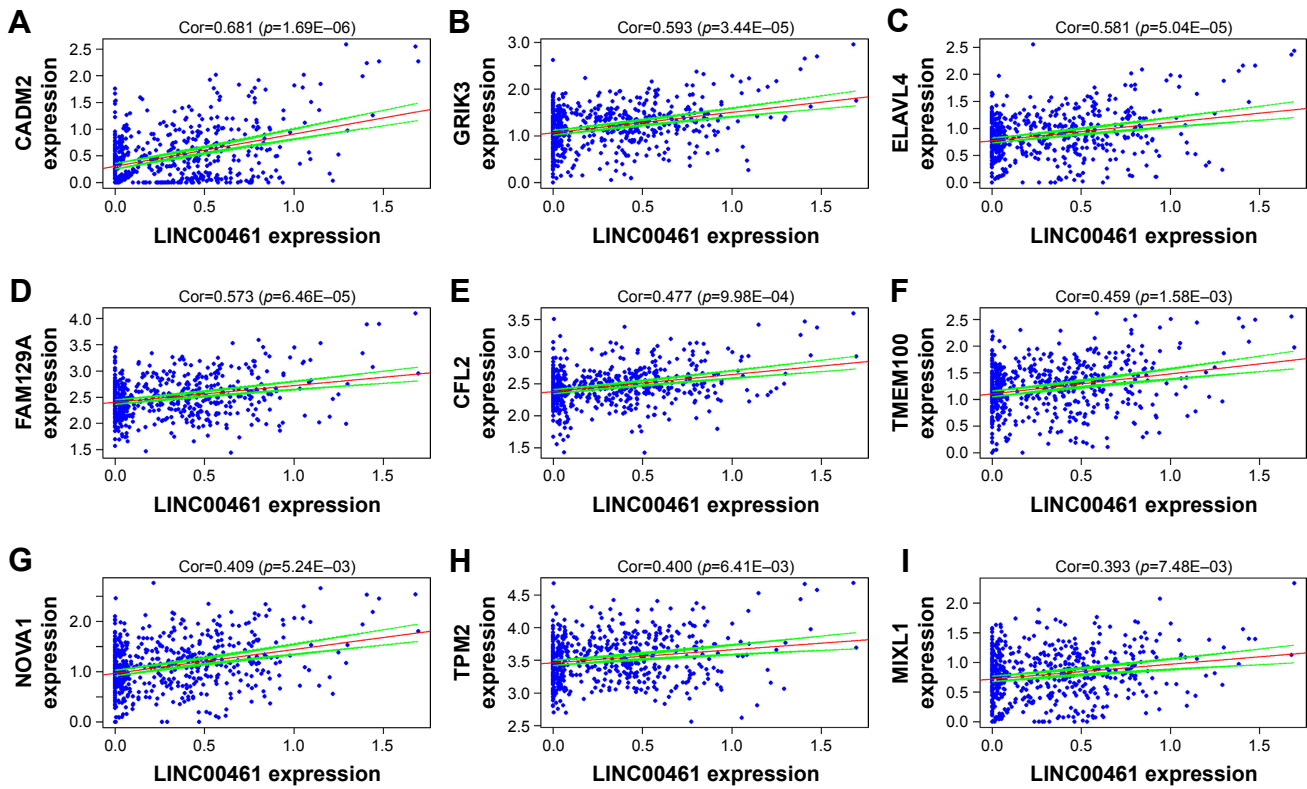 A
Cor=0.681 (p=1.69E–06)
CADM2
expression
2.5
2.0
1.5
1.0
0.5
0.0
0.0 0.5 1.0 1.5
LINC00461 expression
B
Cor=0.593 (p=3.44E–05)
GRIK3
expression
3.0
2.0
1.0
0.0
0.0 0.5 1.0 1.5
LINC00461 expression
C
Cor=0.581 (p=5.04E–05)
ELAVL4
expression
2.5
2.0
1.5
1.0
0.5
0.0
0.0 0.5 1.0 1.5
LINC00461 expression
D
Cor=0.573 (p=6.46E–05)
FAM129A
expression
4.0
3.5
3.0
2.5
2.0
1.5
0.0 0.5 1.0 1.5
LINC00461 expression
E
Cor=0.477 (p=9.98E–04)
CFL2
expression
3.5
3.0
2.5
2.0
1.5
0.0 0.5 1.0 1.5
LINC00461 expression
F
Cor=0.459 (p=1.58E–03)
TMEM100
expression
2.5
2.0
1.5
1.0
0.5
0.0
0.0 0.5 1.0 1.5
LINC00461 expression
G
Cor=0.409 (p=5.24E–03)
NOVA1
expression
2.0
1.0
0.0
0.0 0.5 1.0 1.5
LINC00461 expression
H
Cor=0.400 (p=6.41E–03)
TPM2
expression
4.5
4.0
3.5
3.0
2.5
0.0 0.5 1.0 1.5
LINC00461 expression
I
Cor=0.393 (p=7.48E–03)
MIXL1
expression
2.0
1.5
1.0
0.5
0.0
0.0 0.5 1.0 1.5
LINC00461 expression